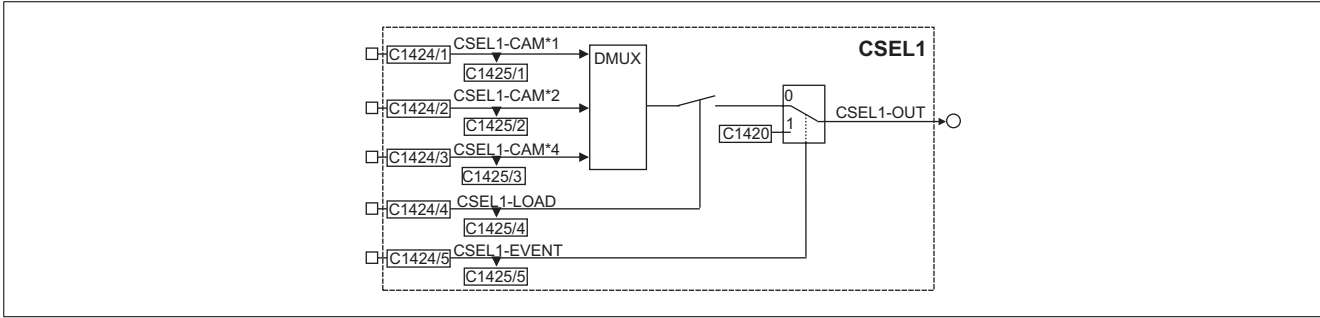 CSEL1
C1424/1 CSEL1-CAM*1
C1425/1
DMUX
C1424/2 CSEL1-CAM*2
C1425/2
C1424/3 CSEL1-CAM*4
C1425/3
0
1
C1420
CSEL1-OUT
C1424/4 CSEL1-LOAD
C1425/4
C1424/5 CSEL1-EVENT
C1425/5